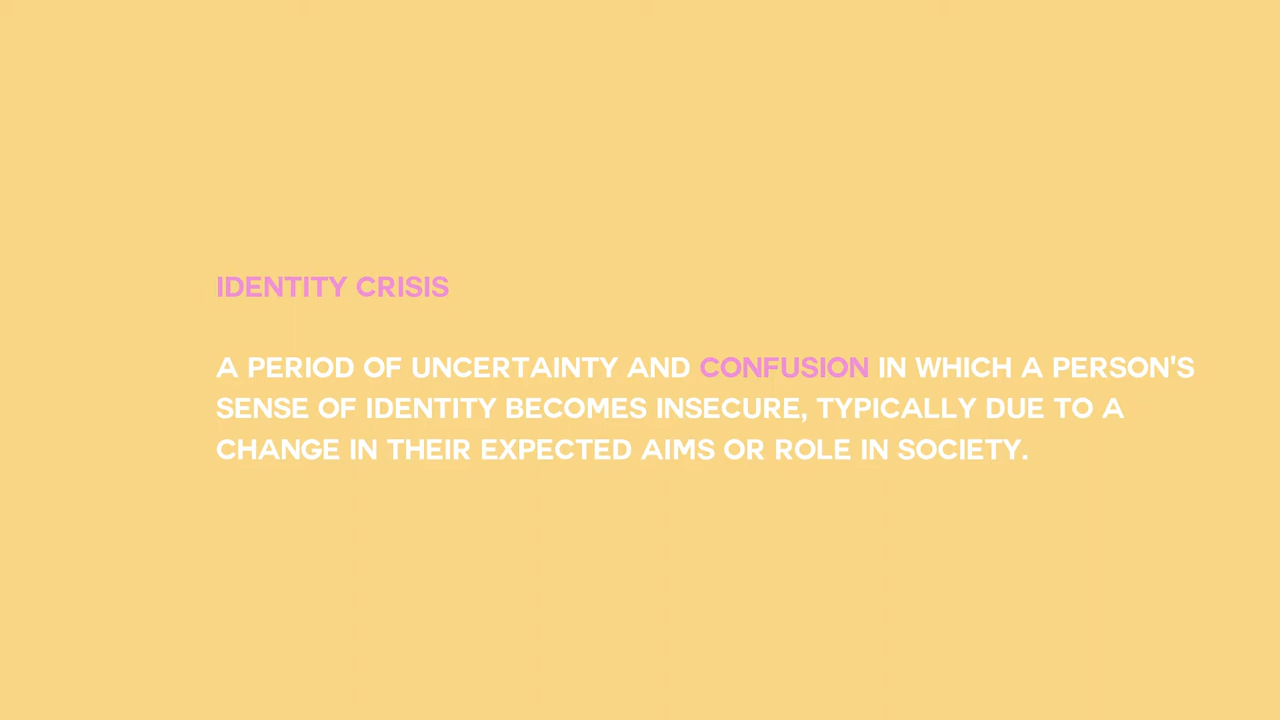 IDENTITY CRISIS
A PERIOD OF UNCERTAINTY AND CONFUSION IN WHICH A PERSON'S
SENSE OF IDENTITY BECOMES INSECURE, TYPICALLY DUE TO A
CHANGE IN THEIR EXPECTED AIMS OR ROLE IN SOCIETY.